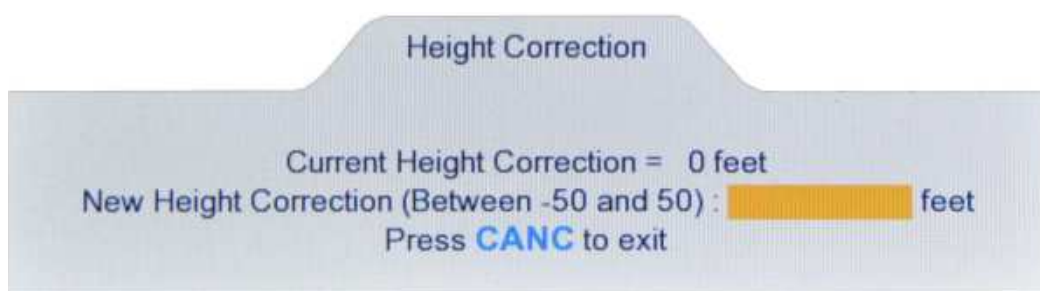 Height Correction
Current Height Correction = 0 feet
New Height Correction (Between -50 and 50) : feet
Press CANC to exit